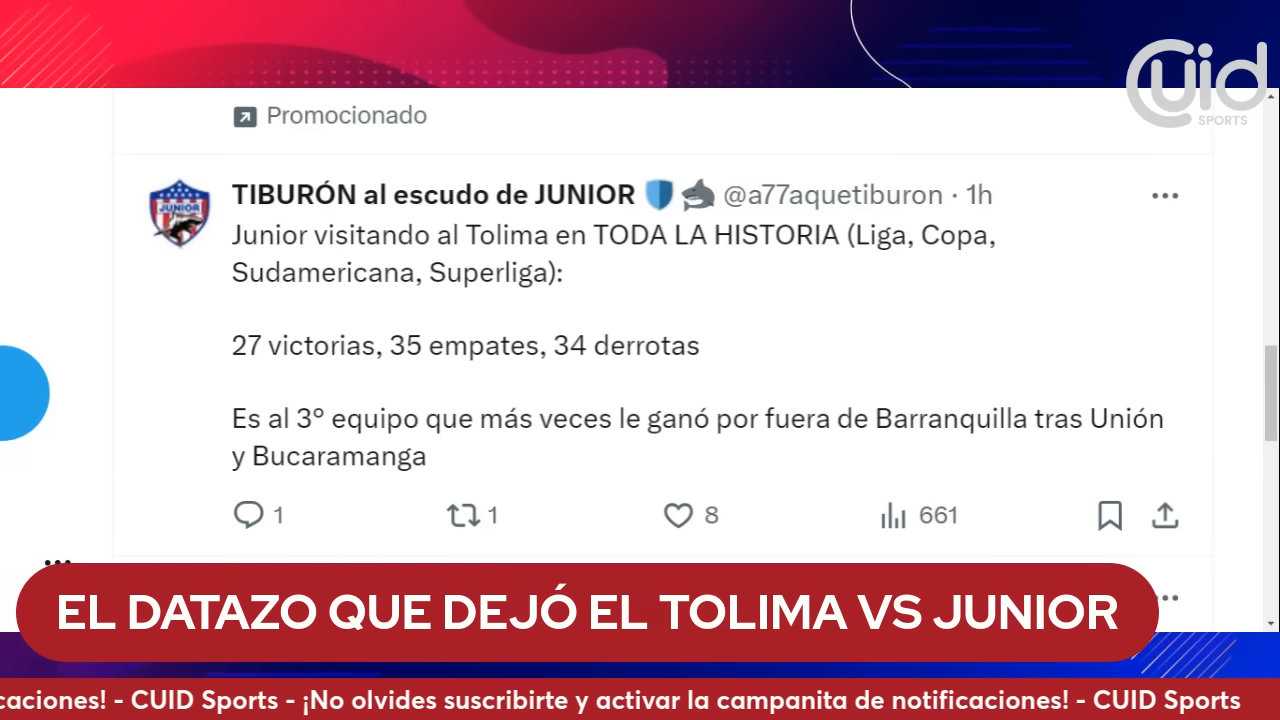 Cuid
SPORTS
Promocionado
TIBURÓN al escudo de JUNIOR @a77aquetiburon · 1h
JUNIOR
Junior visitando al Tolima en TODA LA HISTORIA (Liga, Copa,
Sudamericana, Superliga):
27 victorias, 35 empates, 34 derrotas
Es al 3º equipo que más veces le ganó por fuera de Barranquilla tras Unión
y Bucaramanga
1 1 8 661
EL DATAZO QUE DEJÓ EL TOLIMA VS JUNIOR
caciones! - CUID Sports - ¡No olvides suscribirte y activar la campanita de notificaciones! - CUID Sports